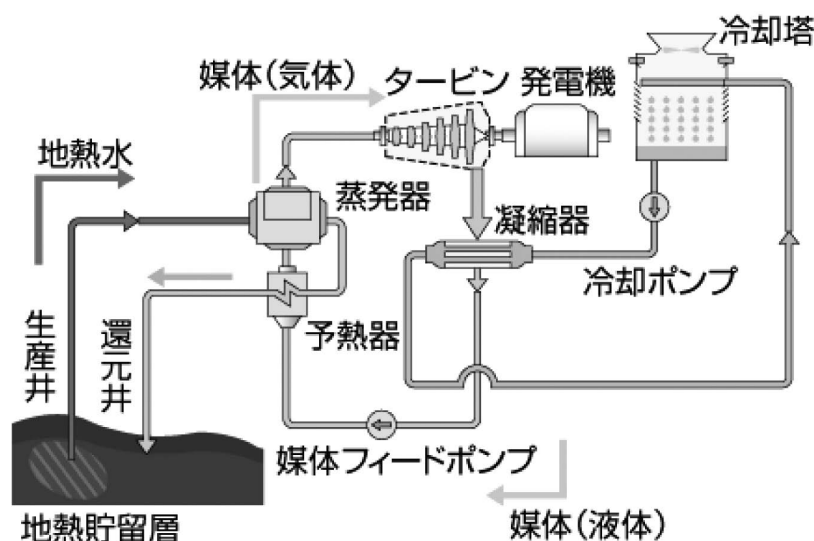 冷却塔
媒体（気体）
タービン 発電機
地熱水
蒸発器
凝縮器
冷却ポンプ
生産井
還元井
予熱器
媒体フィードポンプ
媒体（液体）
地熱貯留層